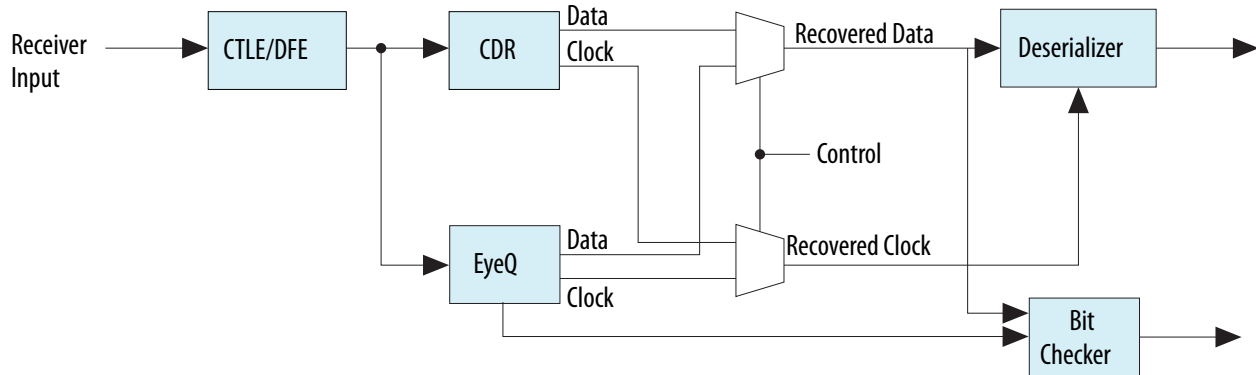 Receiver
Input
CTLE/DFE
CDR
Data
Clock
Recovered Data
Deserializer
Control
EyeQ
Data
Clock
Recovered Clock
Bit
Checker